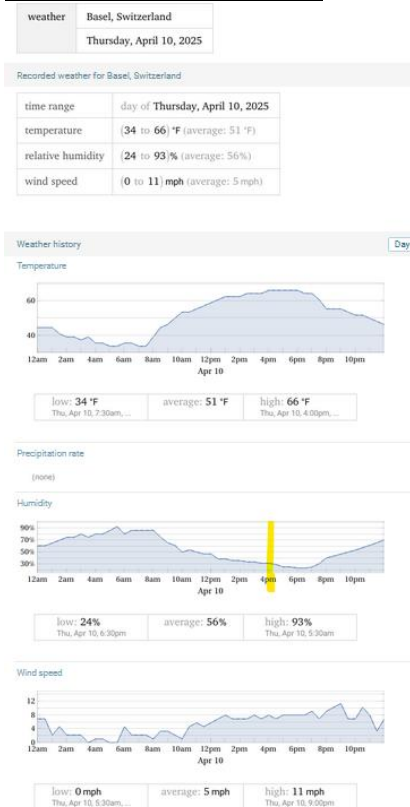 weather Basel, Switzerland
Thursday, April 10, 2025
Recorded weather for Basel, Switzerland
time range day of Thursday, April 10, 2025
temperature (34 to 66) °F (average: 51 °F)
relative humidity (24 to 93)% (average: 56%)
wind speed (0 to 11) mph (average: 5 mph)
Weather history Day
Temperature
60
40
12am 2am 4am 6am 8am 10am 12pm 2pm 4pm 6pm 8pm 10pm
Apr 10
low: 34 °F average: 51 °F high: 66 °F
Thu, Apr 10, 7:30am, ... Thu, Apr 10, 4:00pm, ...
Precipitation rate
(none)
Humidity
90%
70%
50%
30%
12am 2am 4am 6am 8am 10am 12pm 2pm 4pm 6pm 8pm 10pm
Apr 10
low: 24% average: 56% high: 93%
Thu, Apr 10, 6:30pm Thu, Apr 10, 5:30am
Wind speed
12
8
4
0
12am 2am 4am 6am 8am 10am 12pm 2pm 4pm 6pm 8pm 10pm
Apr 10
low: 0 mph average: 5 mph high: 11 mph
Thu, Apr 10, 5:30am, ... Thu, Apr 10, 9:00pm